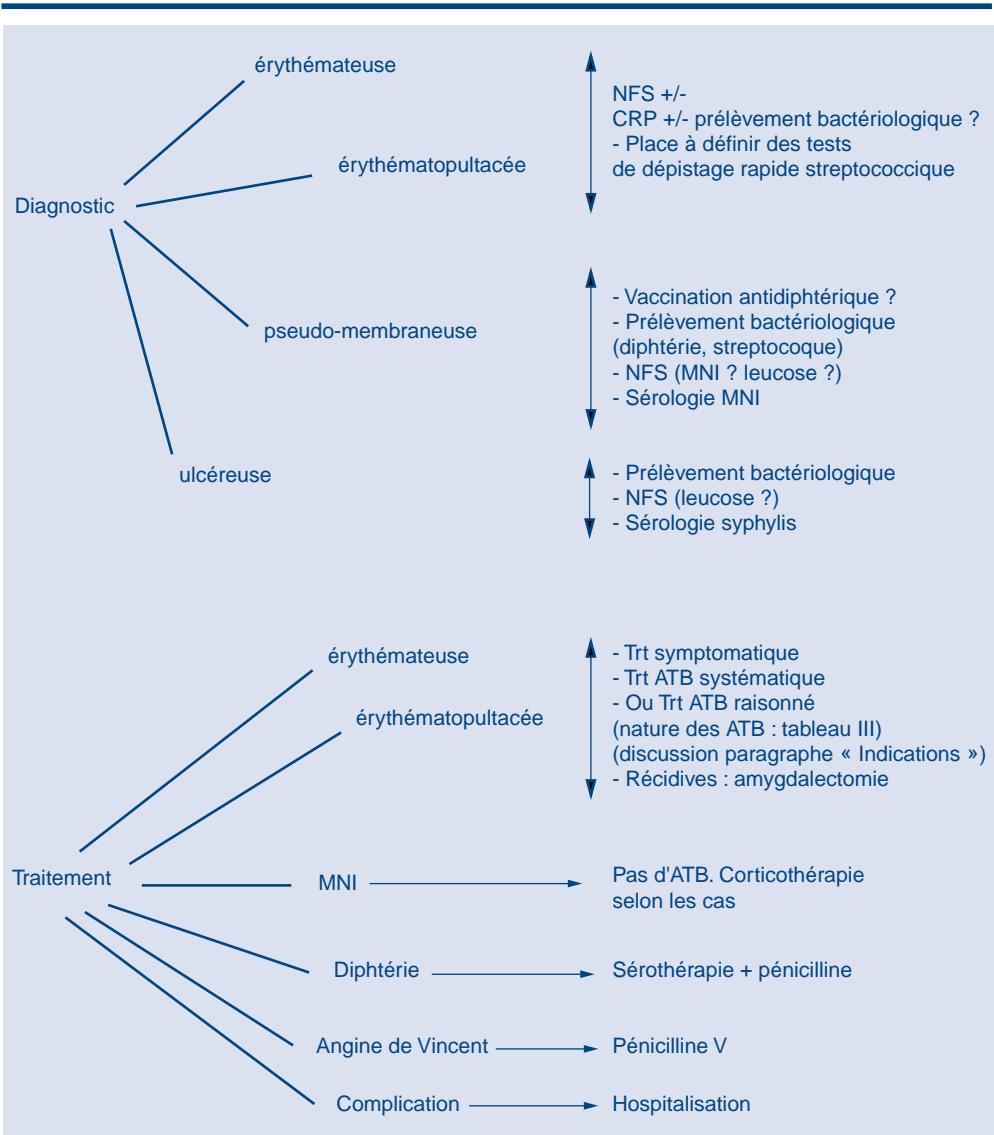 érythémateuse
NFS +/-
CRP +/- prélèvement bactériologique ?
- Place à définir des tests
de dépistage rapide streptococcique
érythématopultacée
Diagnostic
pseudo-membraneuse
- Vaccination antidiphtérique ?
- Prélèvement bactériologique
(diphtérie, streptocoque)
- NFS (MNI ? leucose ?)
- Sérologie MNI
ulcéreuse
- Prélèvement bactériologique
- NFS (leucose ?)
- Sérologie syphylis
érythémateuse
érythématopultacée
- Trt symptomatique
- Trt ATB systématique
- Ou Trt ATB raisonné
(nature des ATB : tableau III)
(discussion paragraphe « Indications »)
- Récidives : amygdalectomie
Traitement
MNI
Pas d'ATB. Corticothérapie
selon les cas
Diphtérie
Sérothérapie + pénicilline
Angine de Vincent
Pénicilline V
Complication
Hospitalisation